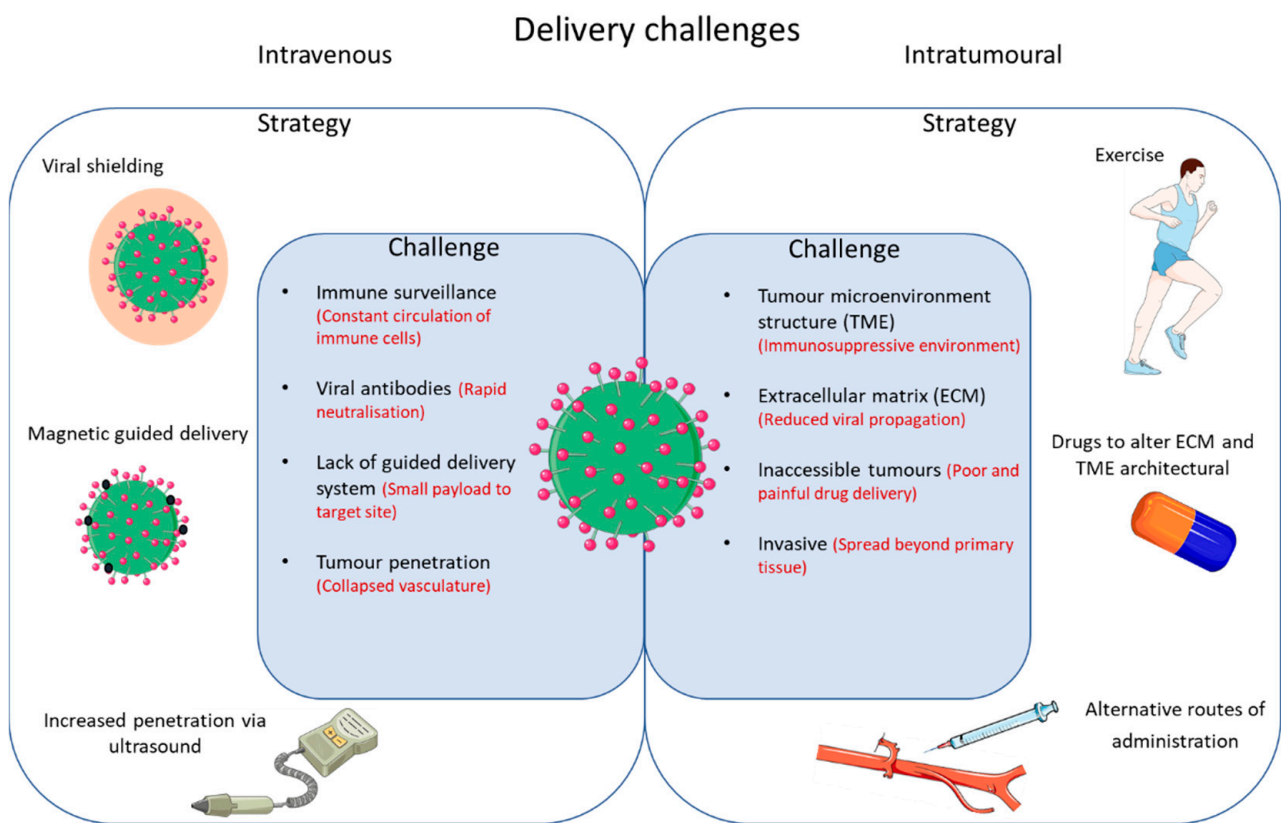 Delivery challenges
Intravenous
Intratumoural
Strategy
Viral shielding
Magnetic guided delivery
Increased penetration via
ultrasound
Challenge
• Immune surveillance
(Constant circulation of
immune cells)
• Viral antibodies (Rapid
neutralisation)
• Lack of guided delivery
system (Small payload to
target site)
• Tumour penetration
(Collapsed vasculature)
Strategy
Exercise
Drugs to alter ECM and
TME architectural
Alternative routes of
administration
Challenge
• Tumour microenvironment
structure (TME)
(Immunosuppressive environment)
• Extracellular matrix (ECM)
(Reduced viral propagation)
• Inaccessible tumours (Poor and
painful drug delivery)
• Invasive (Spread beyond primary
tissue)